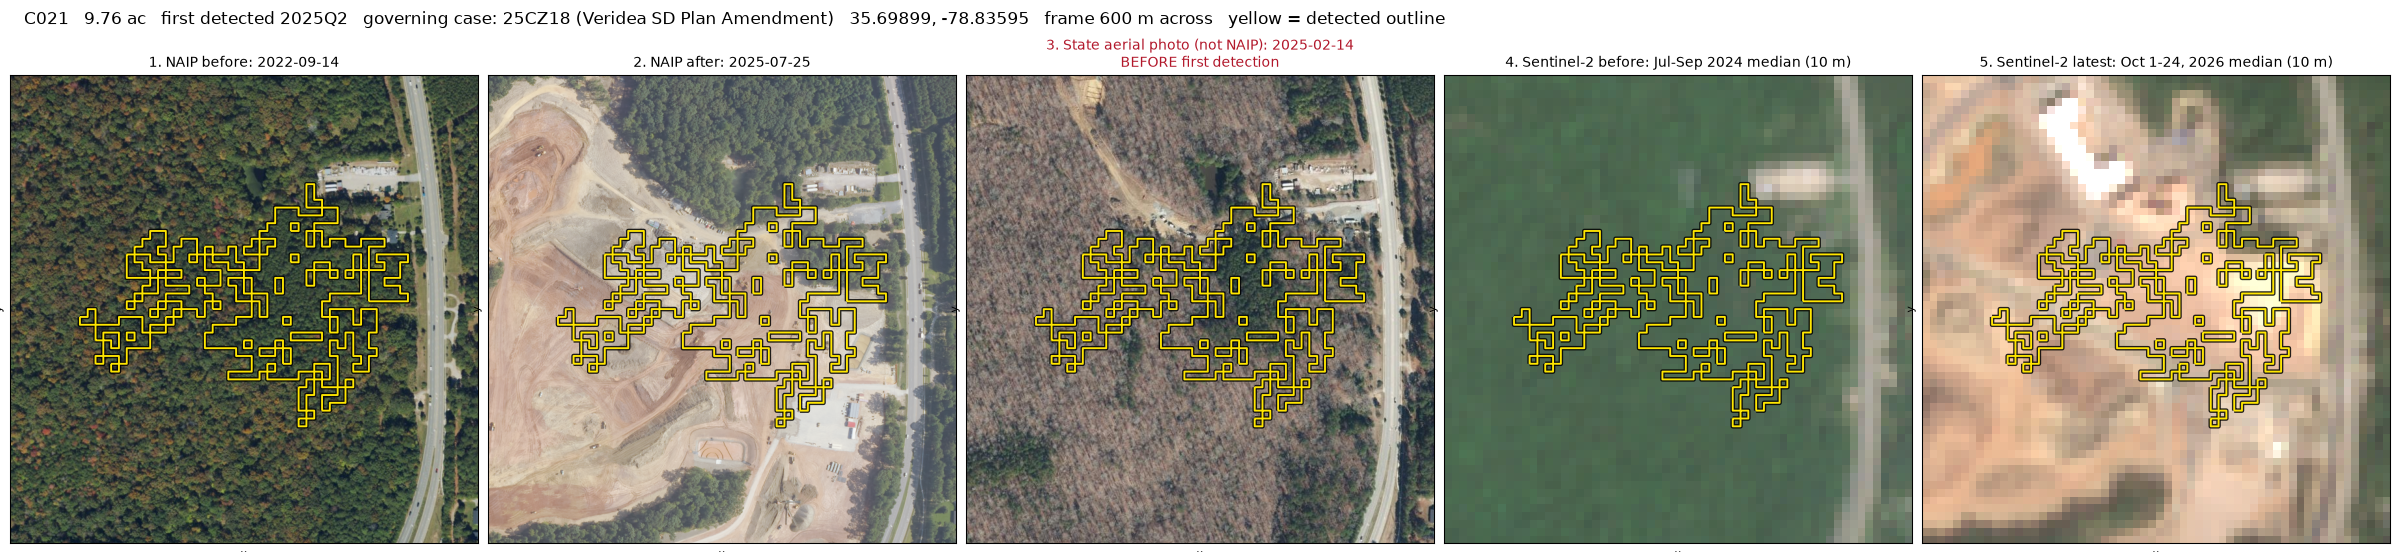 C021   9.76 ac   first detected 2025Q2   governing case: 25CZ18 (Veridea SD Plan Amendment)   35.69899, -78.83595   frame 600 m across   yellow = detected outline
1. NAIP before: 2022-09-14
2. NAIP after: 2025-07-25
3. State aerial photo (not NAIP): 2025-02-14
BEFORE first detection
4. Sentinel-2 before: Jul-Sep 2024 median (10 m)
5. Sentinel-2 latest: Oct 1-24, 2026 median (10 m)